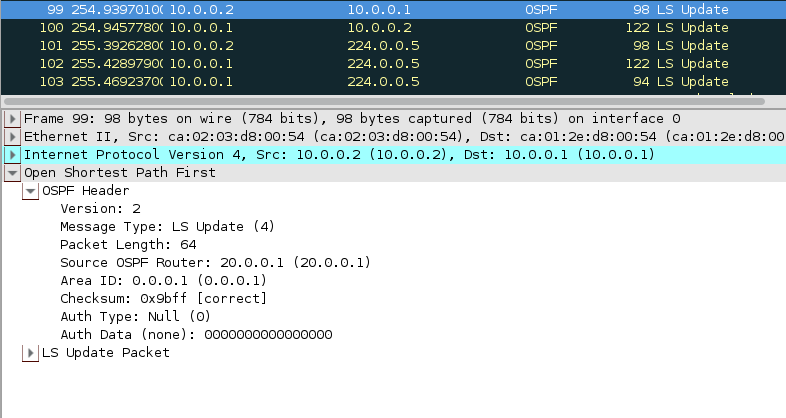 99 254.9397010( 10.0.0.2 10.0.0.1 OSPF 98 LS Update
100 254.9457780( 10.0.0.1 10.0.0.2 OSPF 122 LS Update
101 255.3926280( 10.0.0.2 224.0.0.5 OSPF 98 LS Update
102 255.4289790( 10.0.0.1 224.0.0.5 OSPF 122 LS Update
103 255.4692370( 10.0.0.1 224.0.0.5 OSPF 94 LS Update
Frame 99: 98 bytes on wire (784 bits), 98 bytes captured (784 bits) on interface 0
Ethernet II, Src: ca:02:03:d8:00:54 (ca:02:03:d8:00:54), Dst: ca:01:2e:d8:00:54 (ca:01:2e:d8:00
Internet Protocol Version 4, Src: 10.0.0.2 (10.0.0.2), Dst: 10.0.0.1 (10.0.0.1)
Open Shortest Path First
OSPF Header
Version: 2
Message Type: LS Update (4)
Packet Length: 64
Source OSPF Router: 20.0.0.1 (20.0.0.1)
Area ID: 0.0.0.1 (0.0.0.1)
Checksum: 0x9bff [correct]
Auth Type: Null (0)
Auth Data (none): 0000000000000000
LS Update Packet